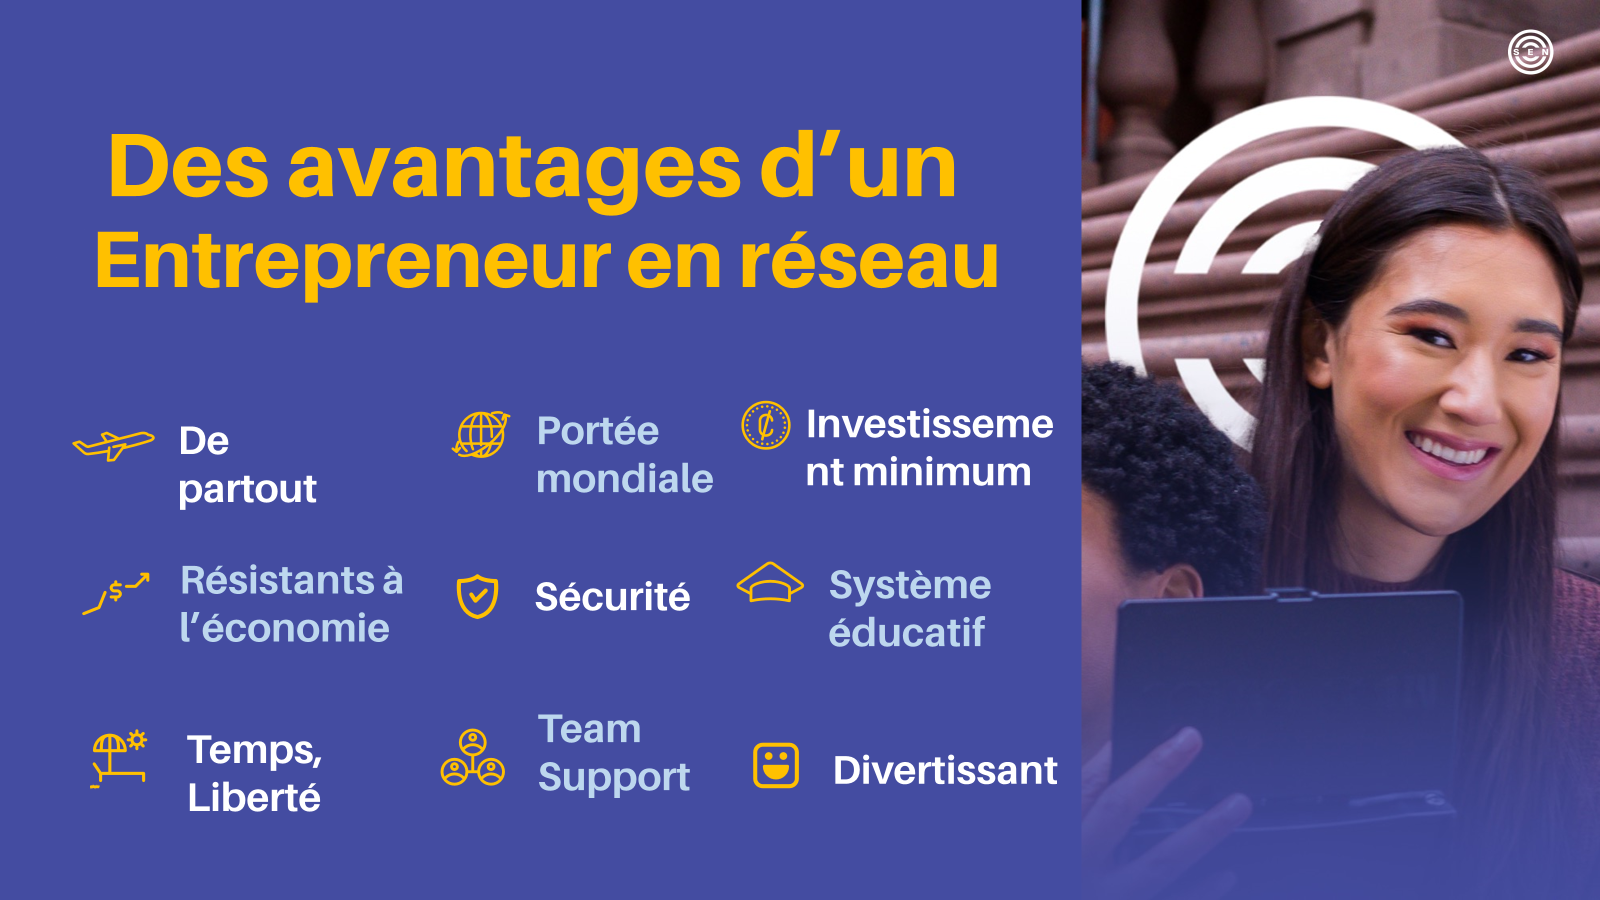 SEN
Des avantages d’un
Entrepreneur en réseau
De
partout
Portée
mondiale
Investisseme
nt minimum
Résistants à
l’économie
Sécurité
Système
éducatif
Temps,
Liberté
Team
Support
Divertissant